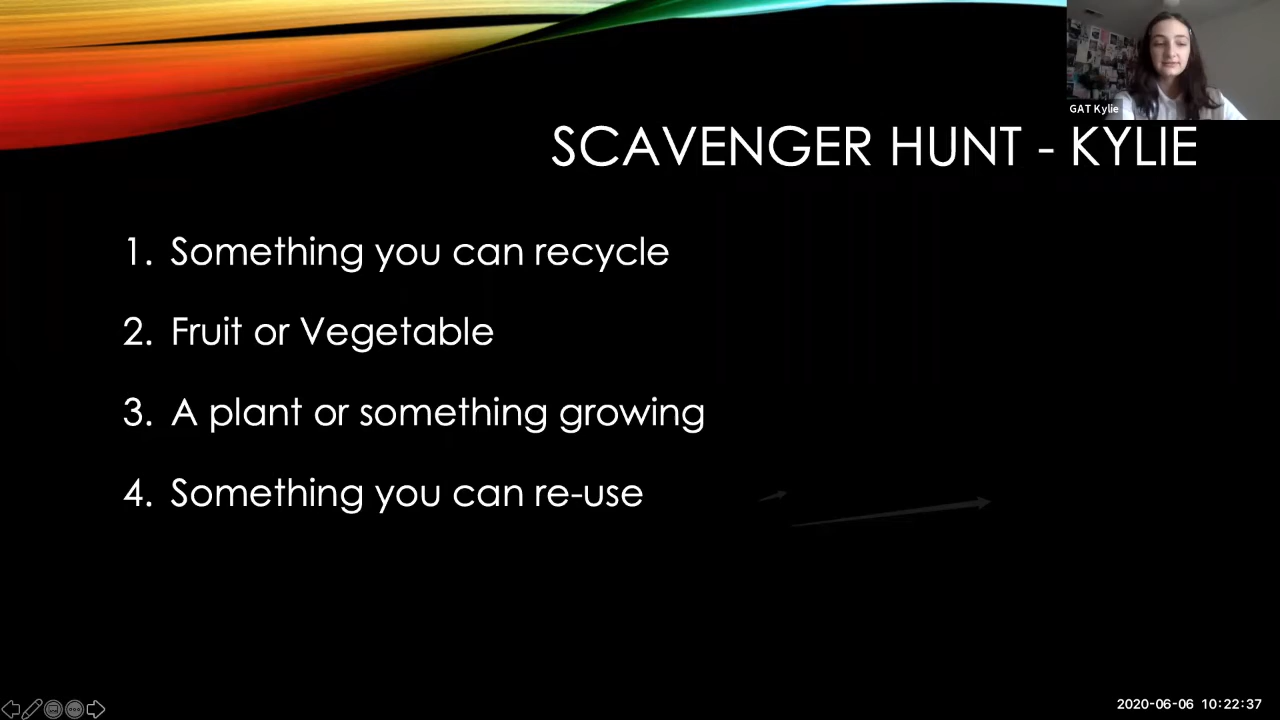 GAT Kylie
SCAVENGER HUNT - KYLIE
1. Something you can recycle
2. Fruit or Vegetable
3. A plant or something growing
4. Something you can re-use
2020-06-06 10:22:37